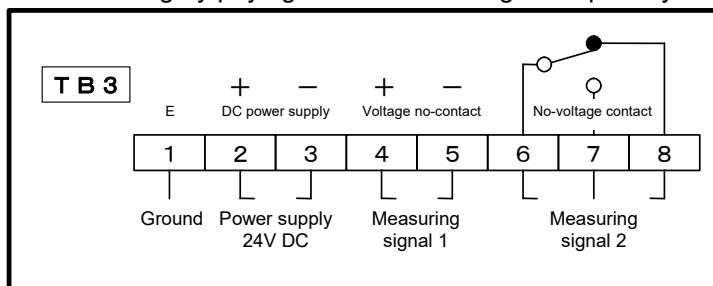 TB3
+ − + −
E DC power supply Voltage no-contact No-voltage contact
1 2 3 4 5 6 7 8
Ground Power supply Measuring Measuring
24V DC signal 1 signal 2